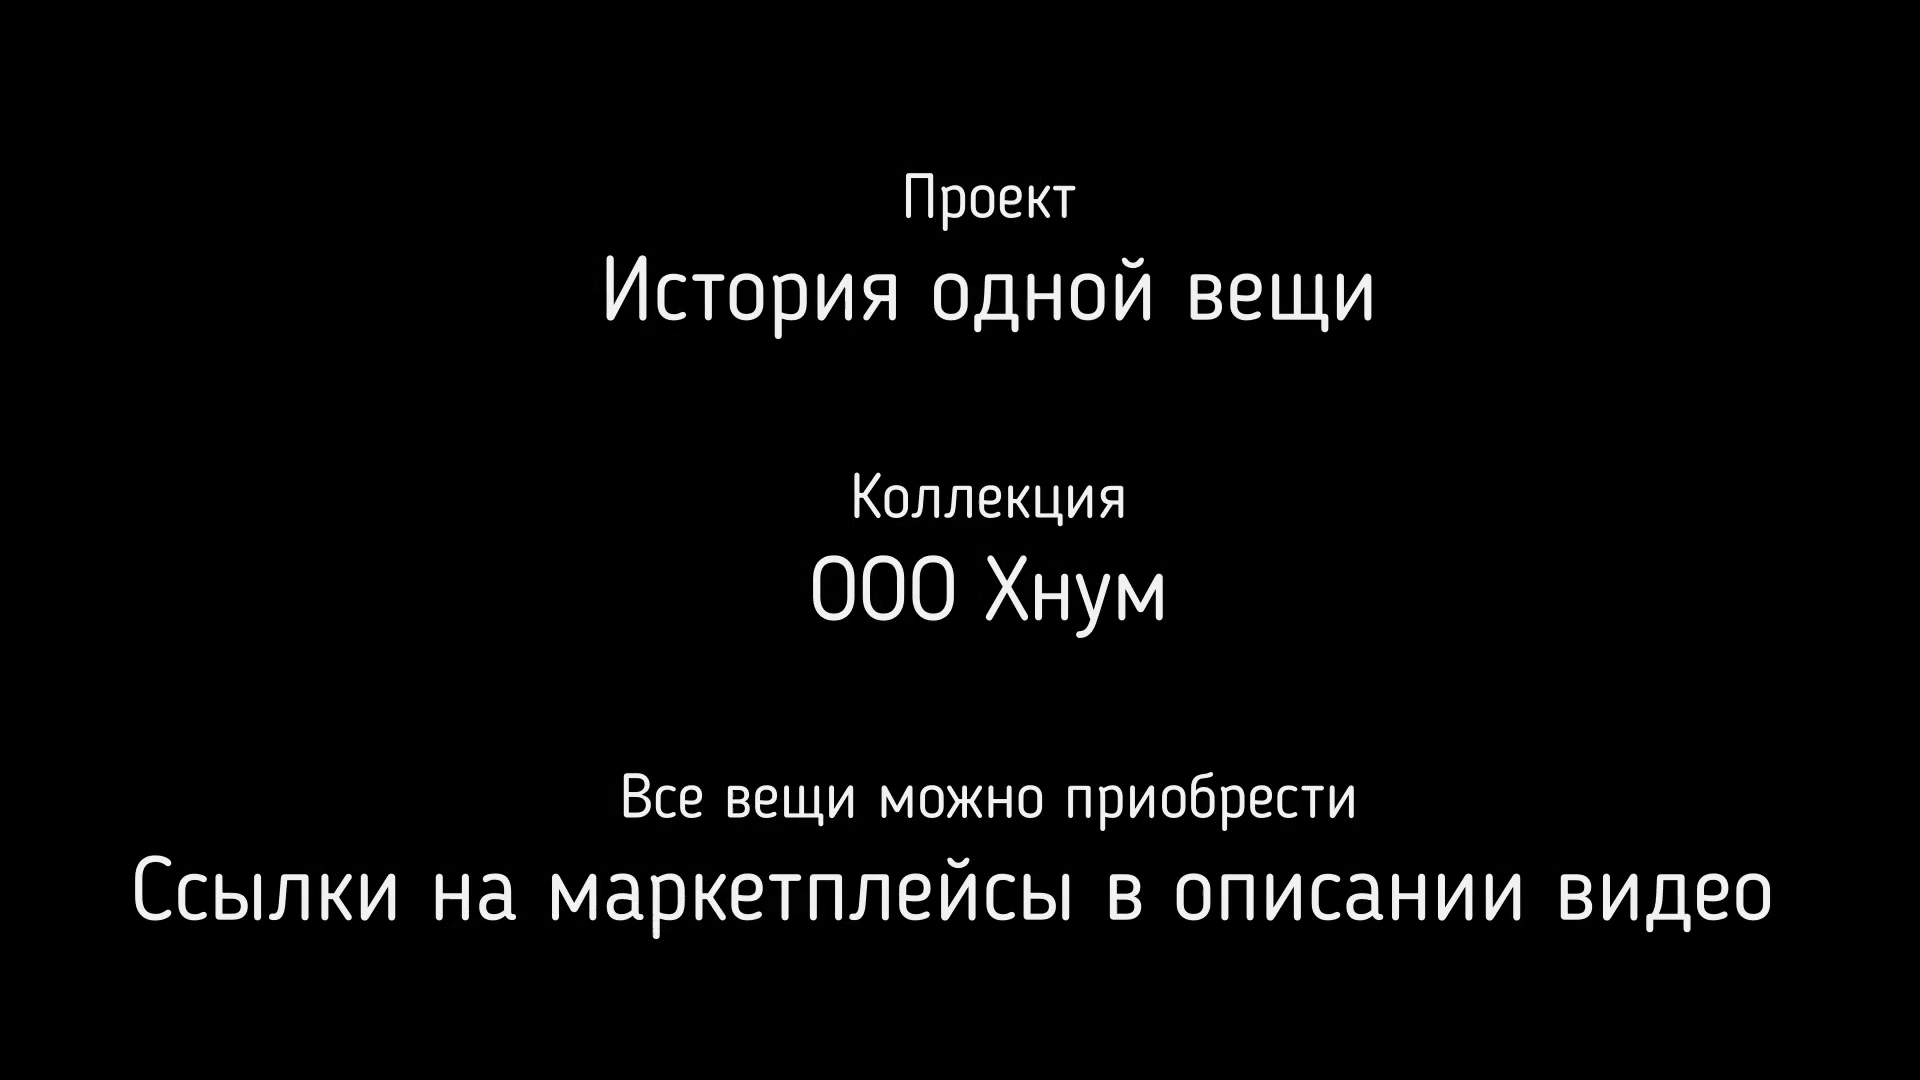 Проект
История одной вещи
Коллекция
ООО Хнум
Все вещи можно приобрести
Ссылки на маркетплейсы в описании видео